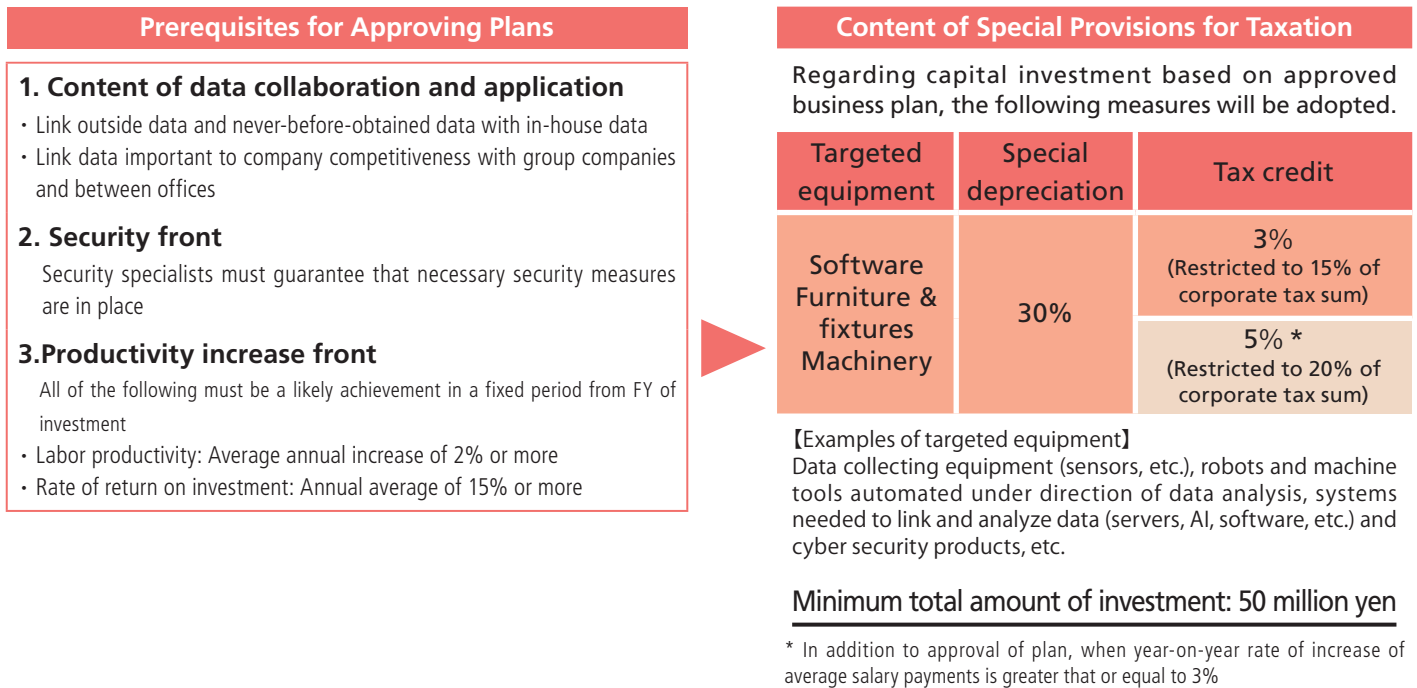 Prerequisites for Approving Plans
1. Content of data collaboration and application
・Link outside data and never-before-obtained data with in-house data
・Link data important to company competitiveness with group companies
and between offices
2. Security front
Security specialists must guarantee that necessary security measures
are in place
3.Productivity increase front
All of the following must be a likely achievement in a fixed period from FY of
investment
・Labor productivity: Average annual increase of 2% or more
・Rate of return on investment: Annual average of 15% or more
Content of Special Provisions for Taxation
Regarding capital investment based on approved
business plan, the following measures will be adopted.
Targeted
equipment
Special
depreciation
Tax credit
Software
Furniture &
fixtures
Machinery
30%
3%
(Restricted to 15% of
corporate tax sum)
5% *
(Restricted to 20% of
corporate tax sum)
【Examples of targeted equipment】
Data collecting equipment (sensors, etc.), robots and machine
tools automated under direction of data analysis, systems
needed to link and analyze data (servers, AI, software, etc.) and
cyber security products, etc.
Minimum total amount of investment: 50 million yen
* In addition to approval of plan, when year-on-year rate of increase of
average salary payments is greater that or equal to 3%